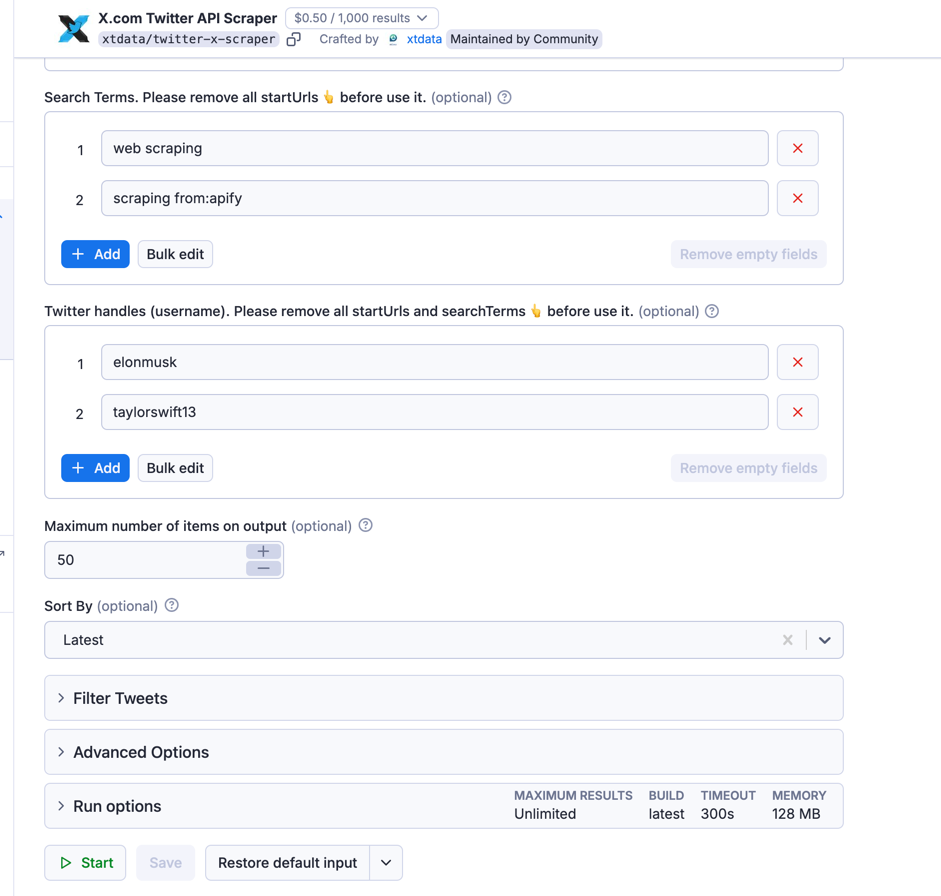 X.com Twitter API Scraper $0.50 / 1,000 results
xtdata/twitter-x-scraper Crafted by xtdata Maintained by Community
Search Terms. Please remove all startUrls 👆 before use it. (optional)
1 web scraping
2 scraping from:apify
+ Add Bulk edit Remove empty fields
Twitter handles (username). Please remove all startUrls and searchTerms 👆 before use it. (optional)
1 elonmusk
2 taylorswift13
+ Add Bulk edit Remove empty fields
Maximum number of items on output (optional)
50
Sort By (optional)
Latest
Filter Tweets
Advanced Options
Run options
MAXIMUM RESULTS BUILD TIMEOUT MEMORY
Unlimited latest 300s 128 MB
Start Save Restore default input